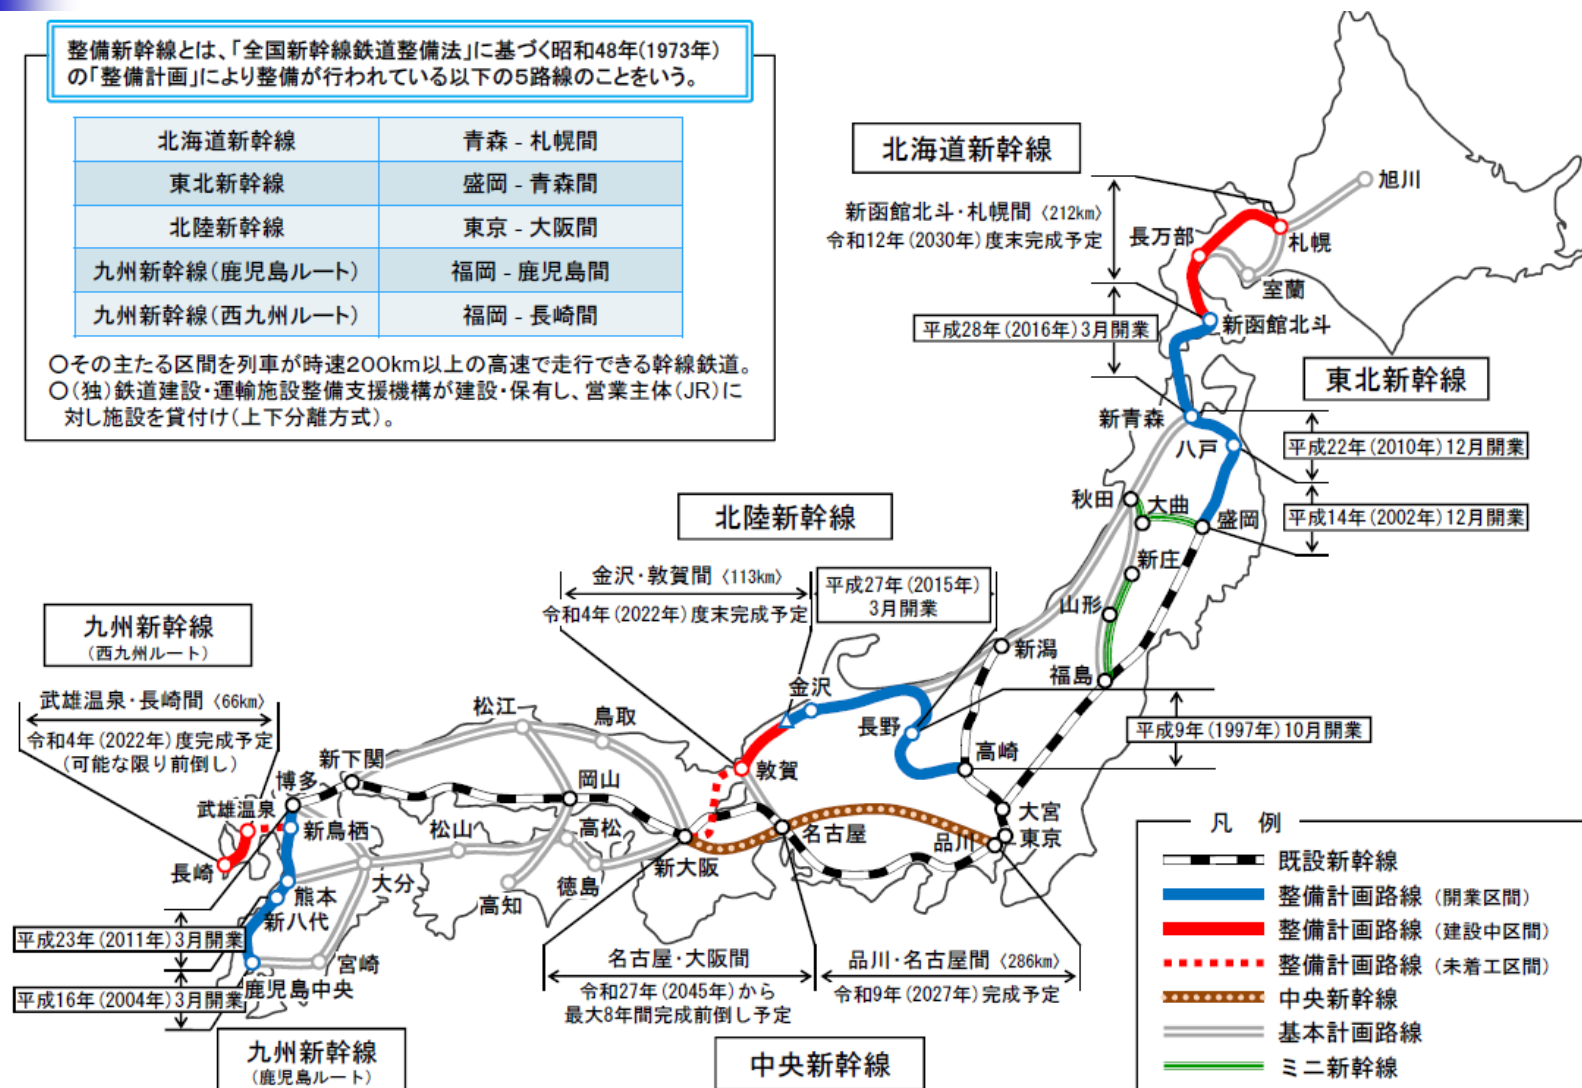 整備新幹線とは、「全国新幹線鉄道整備法」に基づく昭和48年(1973年)
の「整備計画」により整備が行われている以下の5路線のことをいう。
北海道新幹線 青森 - 札幌間
東北新幹線 盛岡 - 青森間
北陸新幹線 東京 - 大阪間
九州新幹線(鹿児島ルート) 福岡 - 鹿児島間
九州新幹線(西九州ルート) 福岡 - 長崎間
○その主たる区間を列車が時速200km以上の高速で走行できる幹線鉄道。
○(独)鉄道建設・運輸施設整備支援機構が建設・保有し、営業主体(JR)に
対し施設を貸付け(上下分離方式)。
北海道新幹線
新函館北斗・札幌間〈212km〉
令和12年(2030年)度末完成予定
旭川
長万部
札幌
室蘭
新函館北斗
平成28年(2016年)3月開業
東北新幹線
新青森
八戸
平成22年(2010年)12月開業
秋田
大曲
盛岡
平成14年(2002年)12月開業
新庄
山形
福島
新潟
北陸新幹線
金沢・敦賀間〈113km〉
令和4年(2022年)度末完成予定
平成27年(2015年)
3月開業
金沢
長野
高崎
平成9年(1997年)10月開業
敦賀
大宮
東京
品川
名古屋
新大阪
九州新幹線
(西九州ルート)
武雄温泉・長崎間〈66km〉
令和4年(2022年)度完成予定
(可能な限り前倒し)
松江
鳥取
新下関
博多
岡山
武雄温泉
新鳥栖
松山
高松
長崎
大分
徳島
高知
熊本
新八代
平成23年(2011年)3月開業
宮崎
鹿児島中央
平成16年(2004年)3月開業
九州新幹線
(鹿児島ルート)
名古屋・大阪間
令和27年(2045年)から
最大8年間完成前倒し予定
品川・名古屋間〈286km〉
令和9年(2027年)完成予定
中央新幹線
凡 例
既設新幹線
整備計画路線(開業区間)
整備計画路線(建設中区間)
整備計画路線(未着工区間)
中央新幹線
基本計画路線
ミニ新幹線